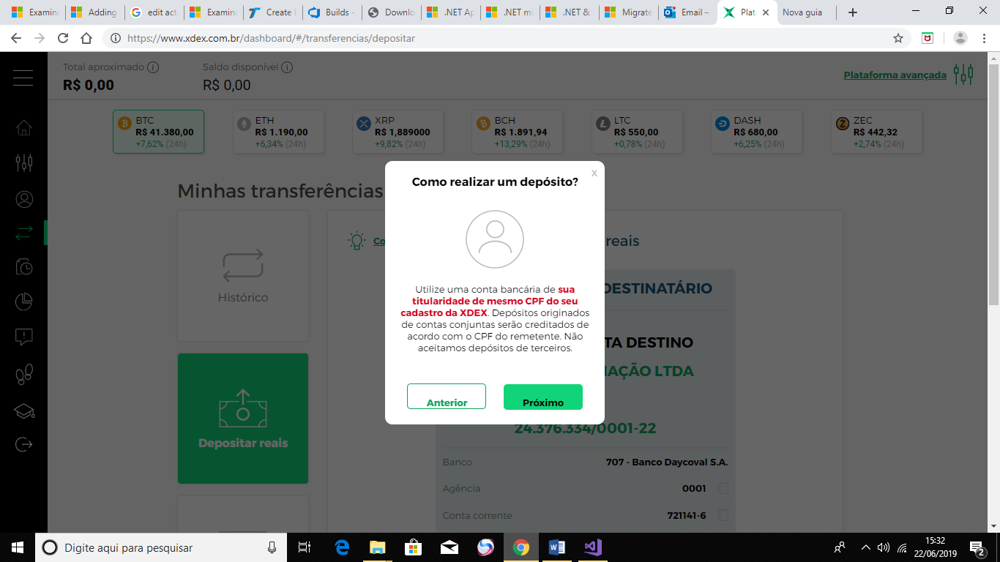 Examina
Adding
edit act
Examina
Create
Builds -
Downlo
.NET Ap
.NET mi
.NET &
Migrate
Email –
Plat
Nova guia
https://www.xdex.com.br/dashboard/#/transferencias/depositar
Total aproximado
R$ 0,00
Saldo disponível
R$ 0,00
Plataforma avançada
BTC
R$ 41.380,00
+7,62% (24h)
ETH
R$ 1.190,00
+6,34% (24h)
XRP
R$ 1,889000
+9,82% (24h)
BCH
R$ 1.891,94
+13,29% (24h)
LTC
R$ 550,00
+0,78% (24h)
DASH
R$ 680,00
+6,25% (24h)
ZEC
R$ 442,32
+2,74% (24h)
Minhas transferências
Histórico
Depositar reais
Co
reais
DESTINATÁRIO
TA DESTINO
IAÇÃO LTDA
24.376.334/0001-22
Banco
707 - Banco Daycoval S.A.
Agência
0001
Conta corrente
721141-6
X
Como realizar um depósito?
Utilize uma conta bancária de sua
titularidade de mesmo CPF do seu
cadastro da XDEX. Depósitos originados
de contas conjuntas serão creditados de
acordo com o CPF do remetente. Não
aceitamos depósitos de terceiros.
Anterior
Próximo
Digite aqui para pesquisar
15:32
22/06/2019
2